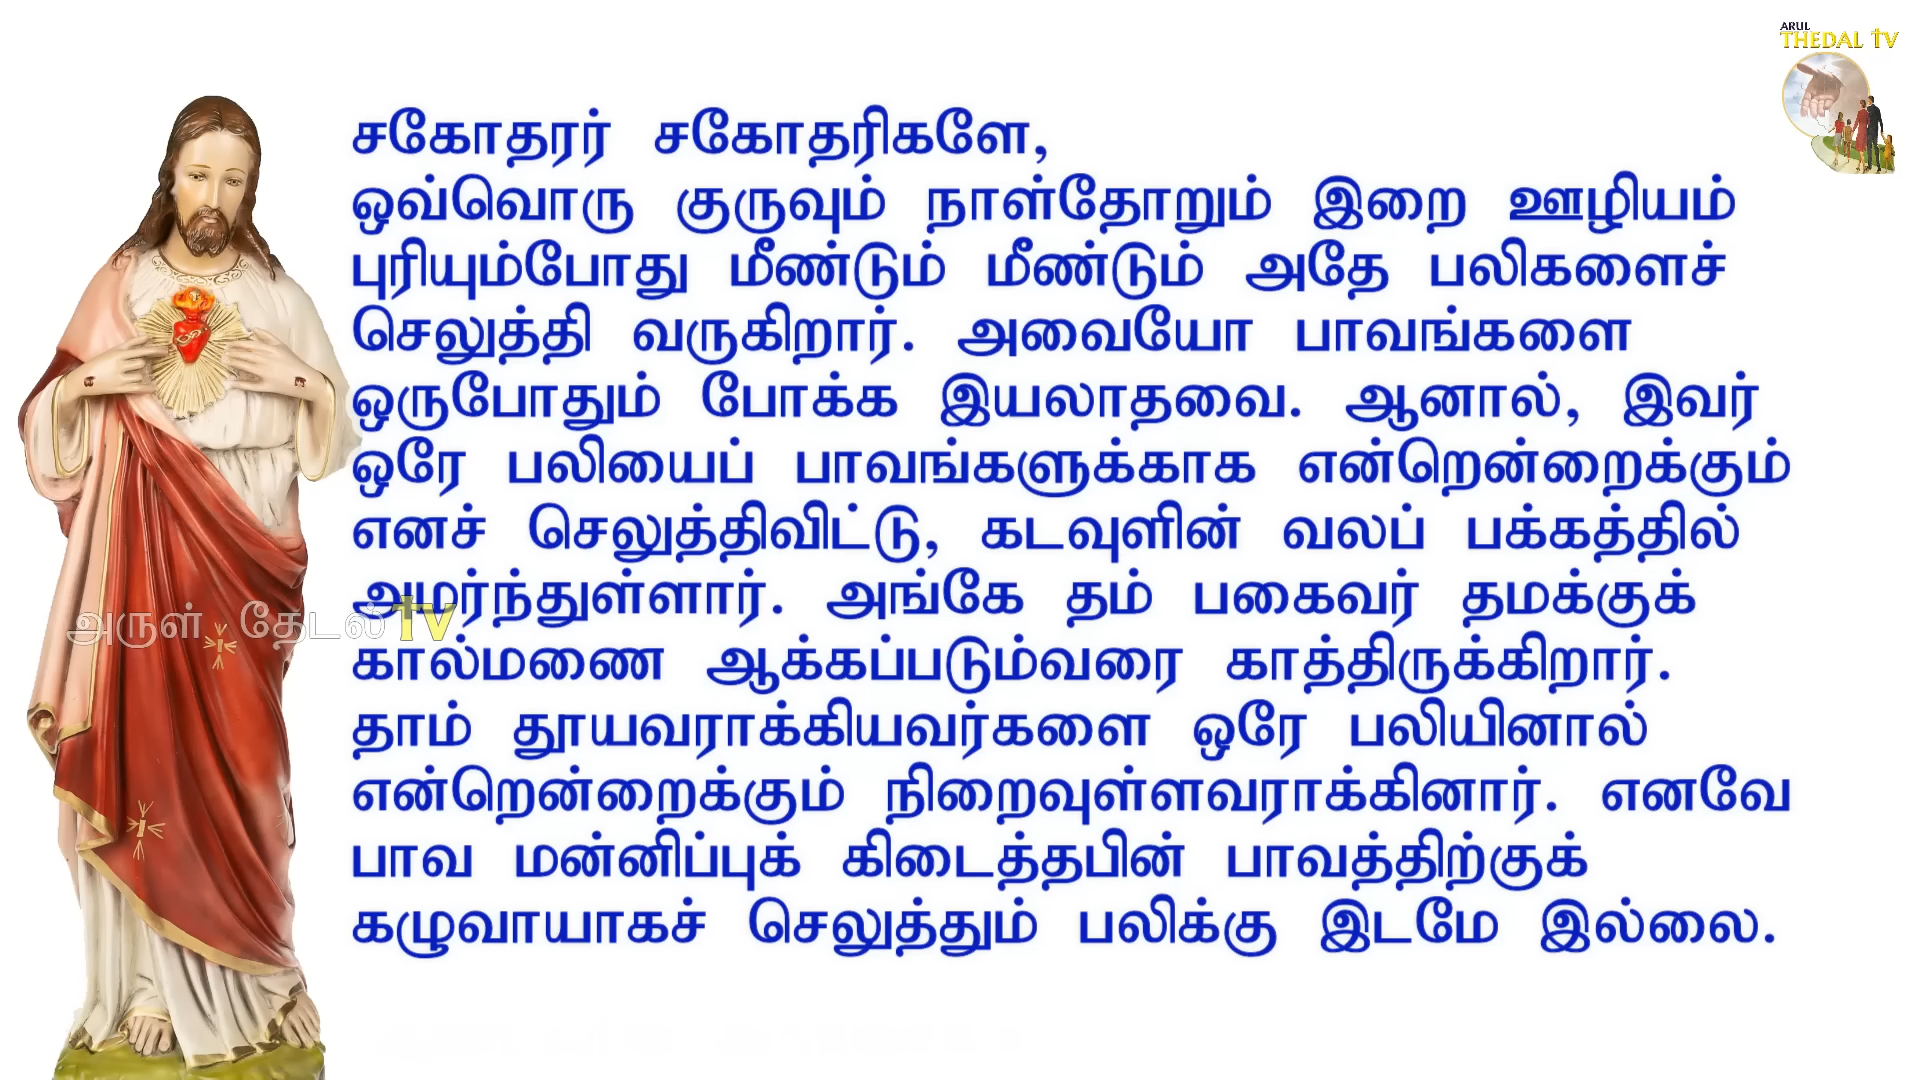 ARUL
THEDAL TV
சகோதரர் சகோதரிகளே,
ஒவ்வொரு குருவும் நாள்தோறும் இறை ஊழியம்
புரியும்போது மீண்டும் மீண்டும் அதே பலிகளைச்
செலுத்தி வருகிறார். அவையோ பாவங்களை
ஒருபோதும் போக்க இயலாதவை. ஆனால், இவர்
ஒரே பலியைப் பாவங்களுக்காக என்றென்றைக்கும்
எனச் செலுத்திவிட்டு, கடவுளின் வலப் பக்கத்தில்
அமர்ந்துள்ளார். அங்கே தம் பகைவர் தமக்குக்
அருள் தேடல் TV
கால்மணை ஆக்கப்படும்வரை காத்திருக்கிறார்.
தாம் தூயவராக்கியவர்களை ஒரே பலியினால்
என்றென்றைக்கும் நிறைவுள்ளவராக்கினார். எனவே
பாவ மன்னிப்புக் கிடைத்தபின் பாவத்திற்குக்
கழுவாயாகச் செலுத்தும் பலிக்கு இடமே இல்லை.